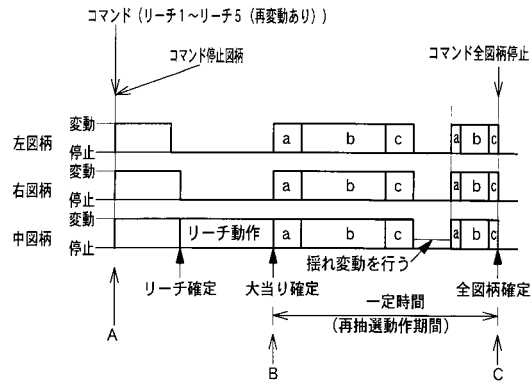 コマンド（リーチ1～リーチ5（再変動あり））
コマンド停止図柄
コマンド全図柄停止
左図柄
変動
停止
a b c a b c
右図柄
変動
停止
a b c a b c
中図柄
変動
停止
リーチ動作
a b c a b c
揺れ変動を行う
リーチ確定
大当り確定
全図柄確定
一定時間
（再抽選動作期間）
A
B
C